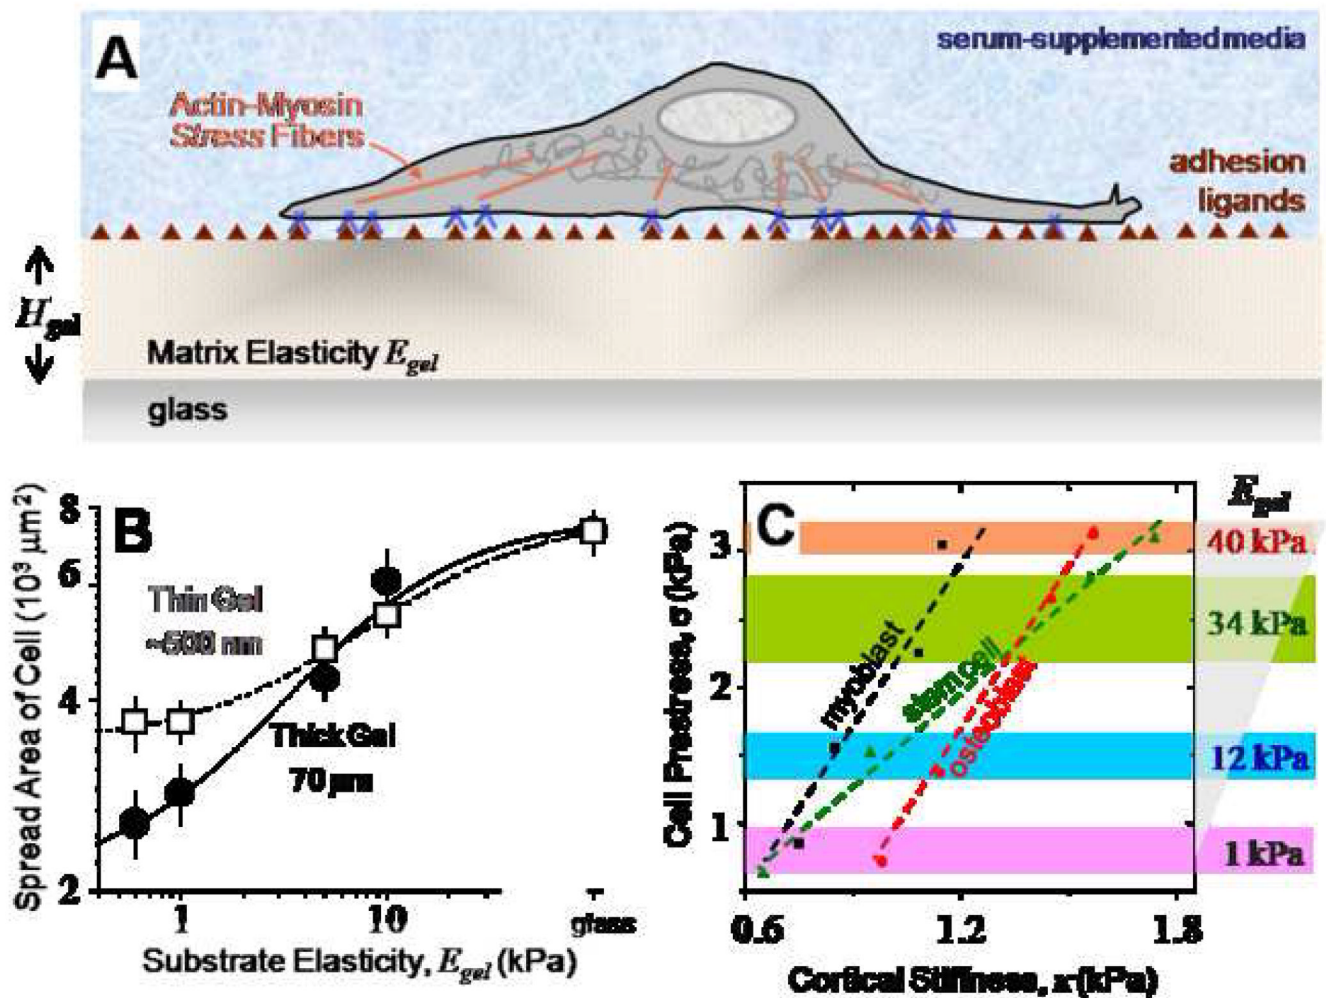 A
serum-supplemented media
Actin-Myosin
Stress Fibers
adhesion
ligands
H gel
Matrix Elasticity E gel
glass
B
Spread Area of Cell (10³ μm²)
8
6
4
2
Thin Gel
~500 nm
Thick Gel
70 μm
1
10
glass
Substrate Elasticity, E gel (kPa)
C
Cell Prestress, σ (kPa)
3
2
1
myoblast
stem cell
osteoblast
E gel
40 kPa
34 kPa
12 kPa
1 kPa
0.6
1.2
1.8
Cortical Stiffness, κ (kPa)